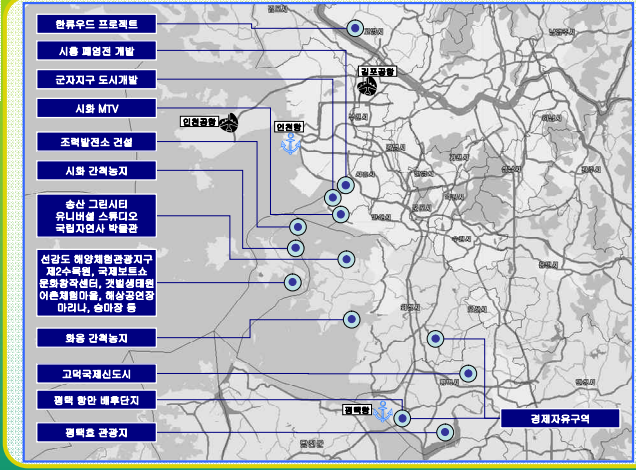 한류우드 프로젝트
시흥 폐염전 개발
군자지구 도시개발
시화 MTV
조력발전소 건설
시화 간척농지
송산 그린시티
유니버셜 스튜디오
국립자연사 박물관
선감도 해양체험관광지구
제2수목원, 국제보트쇼
문화창작센터, 갯벌생태원
어촌체험마을, 해상공연장
마리나, 승마장 등
화옹 간척농지
고덕국제신도시
평택 항만 배후단지
평택호 관광지
김포공항
인천공항
인천항
평택항
경제자유구역